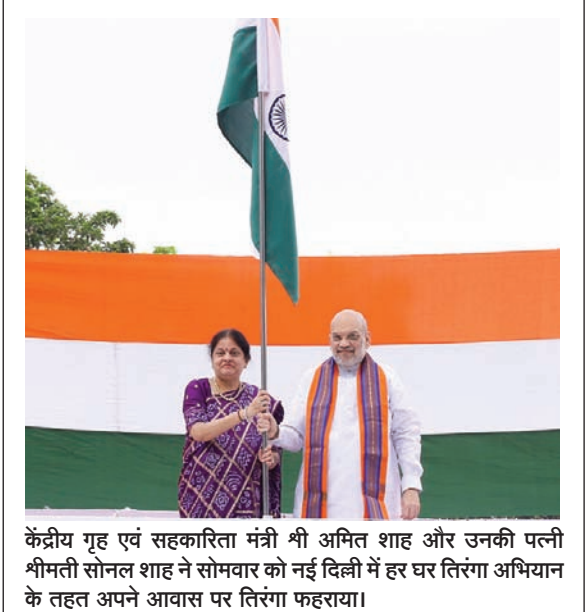 केंद्रीय गृह एवं सहकारिता मंत्री श्री अमित शाह और उनकी पत्नी
श्रीमती सोनल शाह ने सोमवार को नई दिल्ली में हर घर तिरंगा अभियान
के तहत अपने आवास पर तिरंगा फहराया।